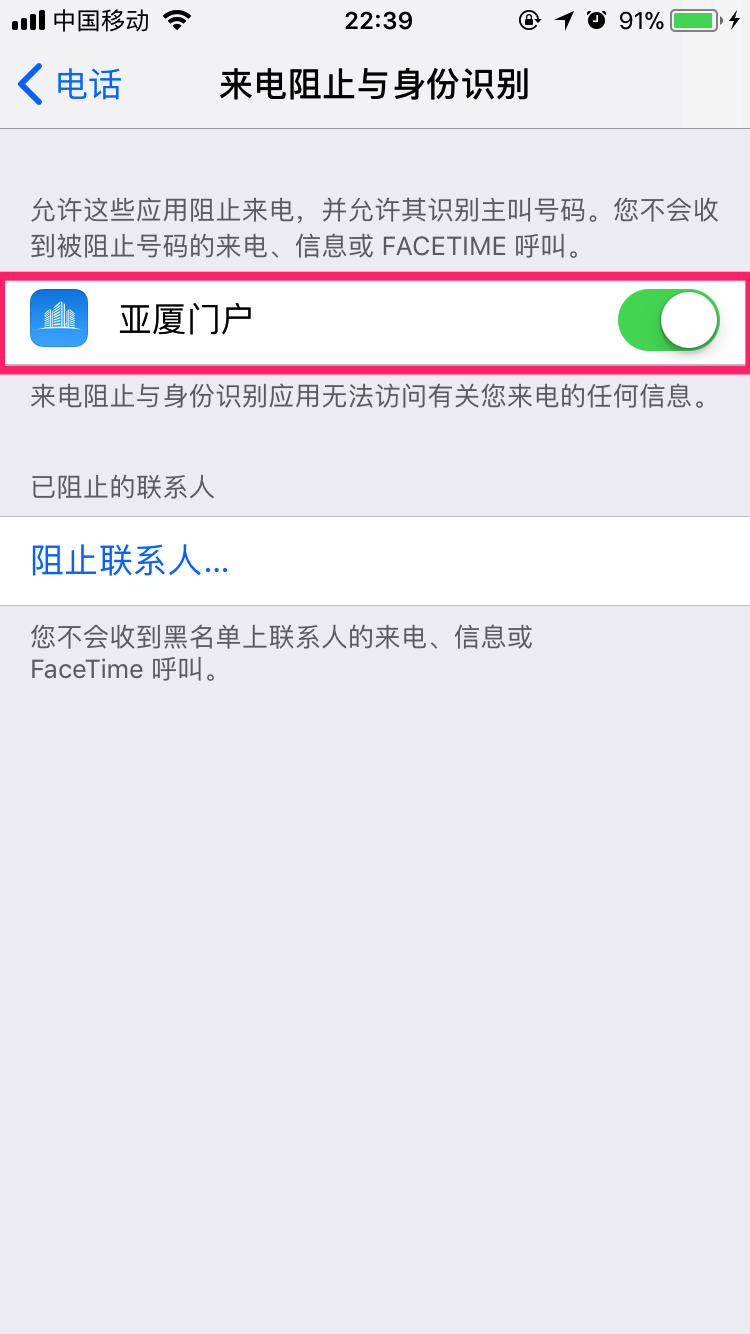 中国移动 22:39 91%
电话 来电阻止与身份识别
允许这些应用阻止来电，并允许其识别主叫号码。您不会收
到被阻止号码的来电、信息或 FACETIME 呼叫。
亚厦门户
来电阻止与身份识别应用无法访问有关您来电的任何信息。
已阻止的联系人
阻止联系人...
您不会收到黑名单上联系人的来电、信息或
FaceTime 呼叫。